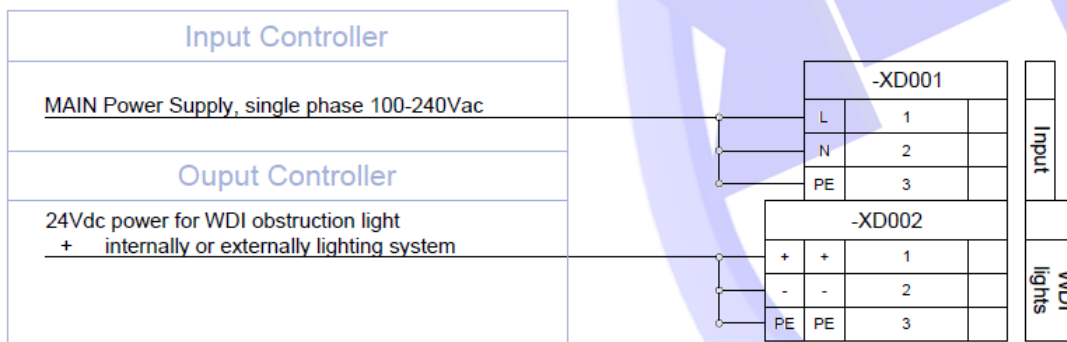 Input Controller
MAIN Power Supply, single phase 100-240Vac
Ouput Controller
24Vdc power for WDI obstruction light
+ internally or externally lighting system
-XD001
L 1
N 2
PE 3
Input
-XD002
+ + 1
- - 2
PE PE 3
WDI
lights